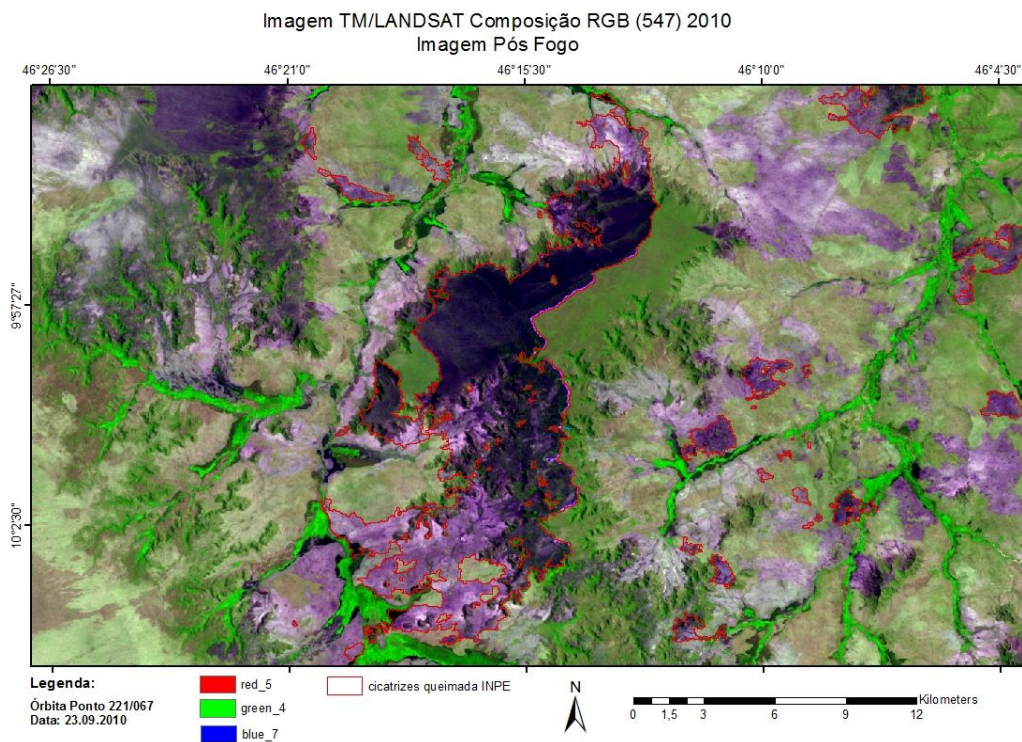 Imagem TM/LANDSAT Composição RGB (547) 2010
Imagem Pós Fogo
46°26'30" 46°21'0" 46°15'30" 46°10'0" 46°4'30"
9°57'27"
10°2'30"
Legenda:
Órbita Ponto 221/067
Data: 23.09.2010
red_5
green_4
blue_7
cicatrizes queimada INPE
N
Kilometers
0 1,5 3 6 9 12